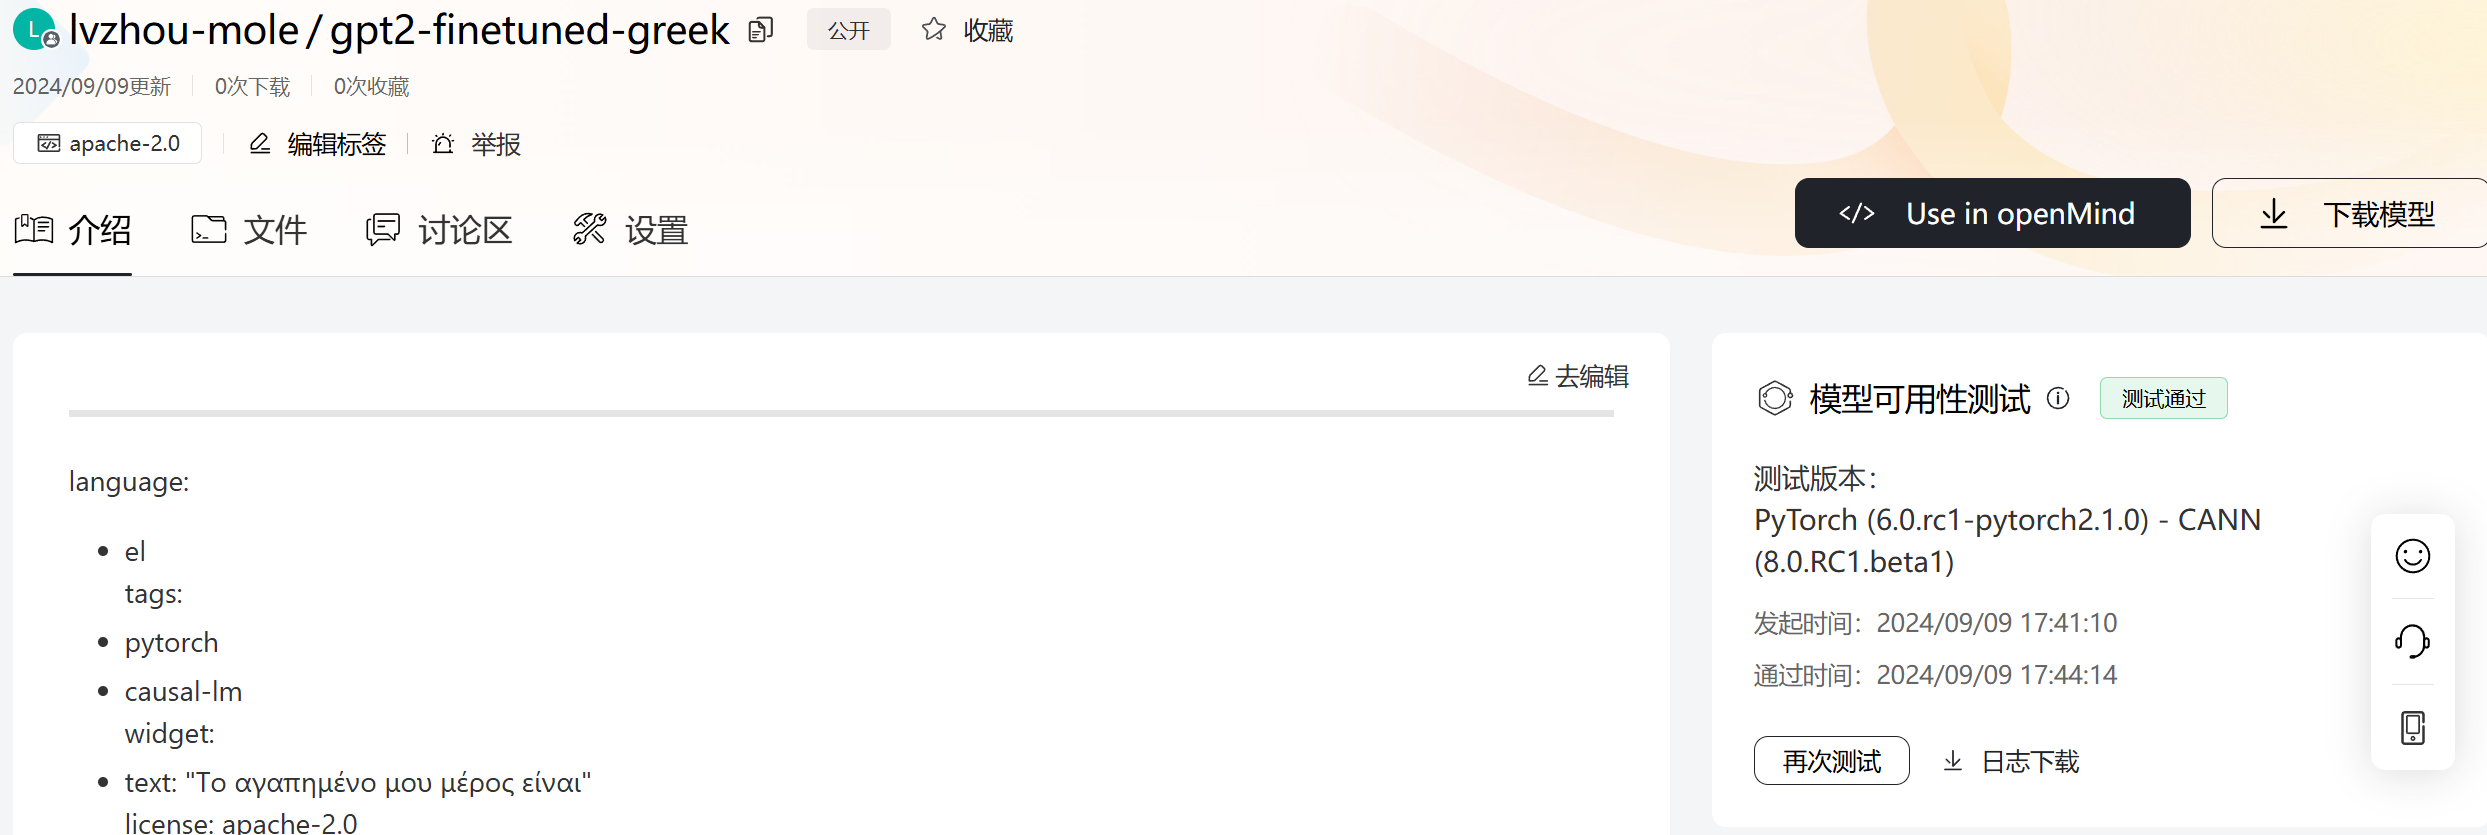 L
lvzhou-mole / gpt2-finetuned-greek 公开 收藏
2024/09/09更新 0次下载 0次收藏
apache-2.0 编辑标签 举报
介绍 文件 讨论区 设置
</> Use in openMind 下载模型
去编辑
language:
el
tags:
pytorch
causal-lm
widget:
text: "Το αγαπημένο μου μέρος είναι"
license: apache-2.0
模型可用性测试 测试通过
测试版本:
PyTorch (6.0.rc1-pytorch2.1.0) - CANN
(8.0.RC1.beta1)
发起时间：2024/09/09 17:41:10
通过时间：2024/09/09 17:44:14
再次测试 日志下载